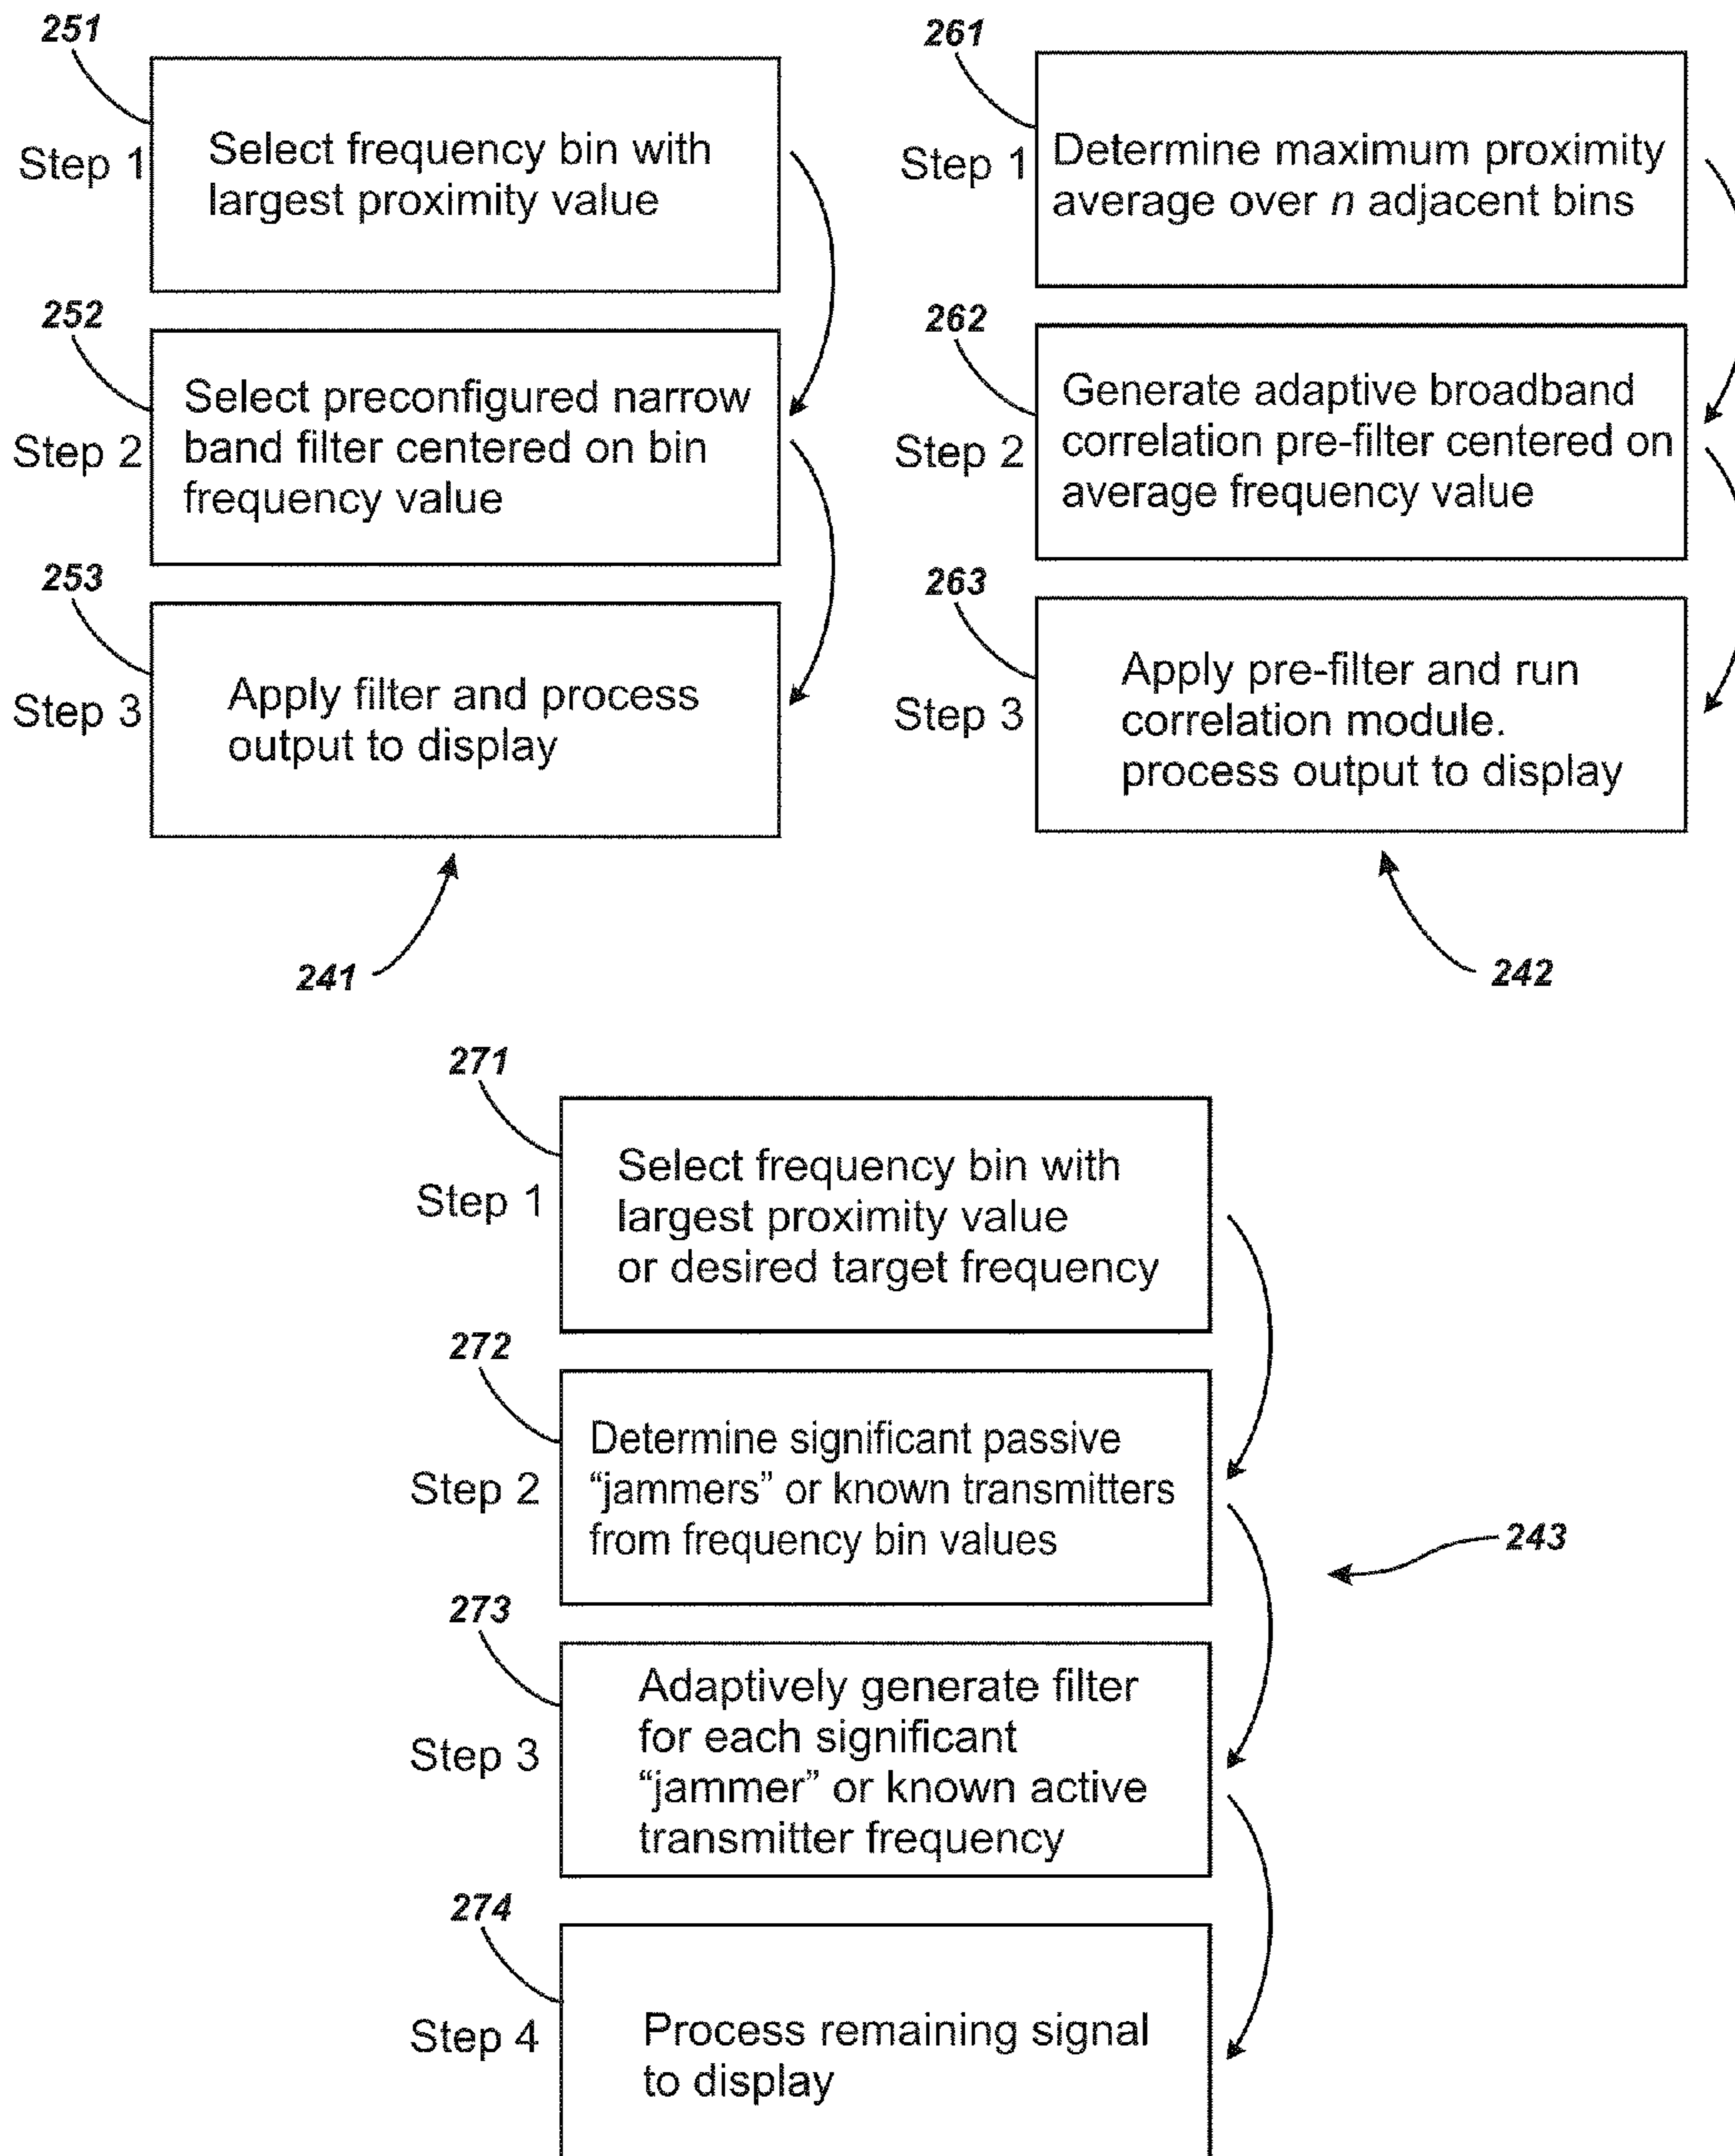 251
Step 1
Select frequency bin with
largest proximity value
252
Step 2
Select preconfigured narrow
band filter centered on bin
frequency value
253
Step 3
Apply filter and process
output to display
241
261
Step 1
Determine maximum proximity
average over n adjacent bins
262
Step 2
Generate adaptive broadband
correlation pre-filter centered on
average frequency value
263
Step 3
Apply pre-filter and run
correlation module.
process output to display
242
271
Step 1
Select frequency bin with
largest proximity value
or desired target frequency
272
Step 2
Determine significant passive
“jammers” or known transmitters
from frequency bin values
273
Step 3
Adaptively generate filter
for each significant
“jammer” or known active
transmitter frequency
274
Step 4
Process remaining signal
to display
243